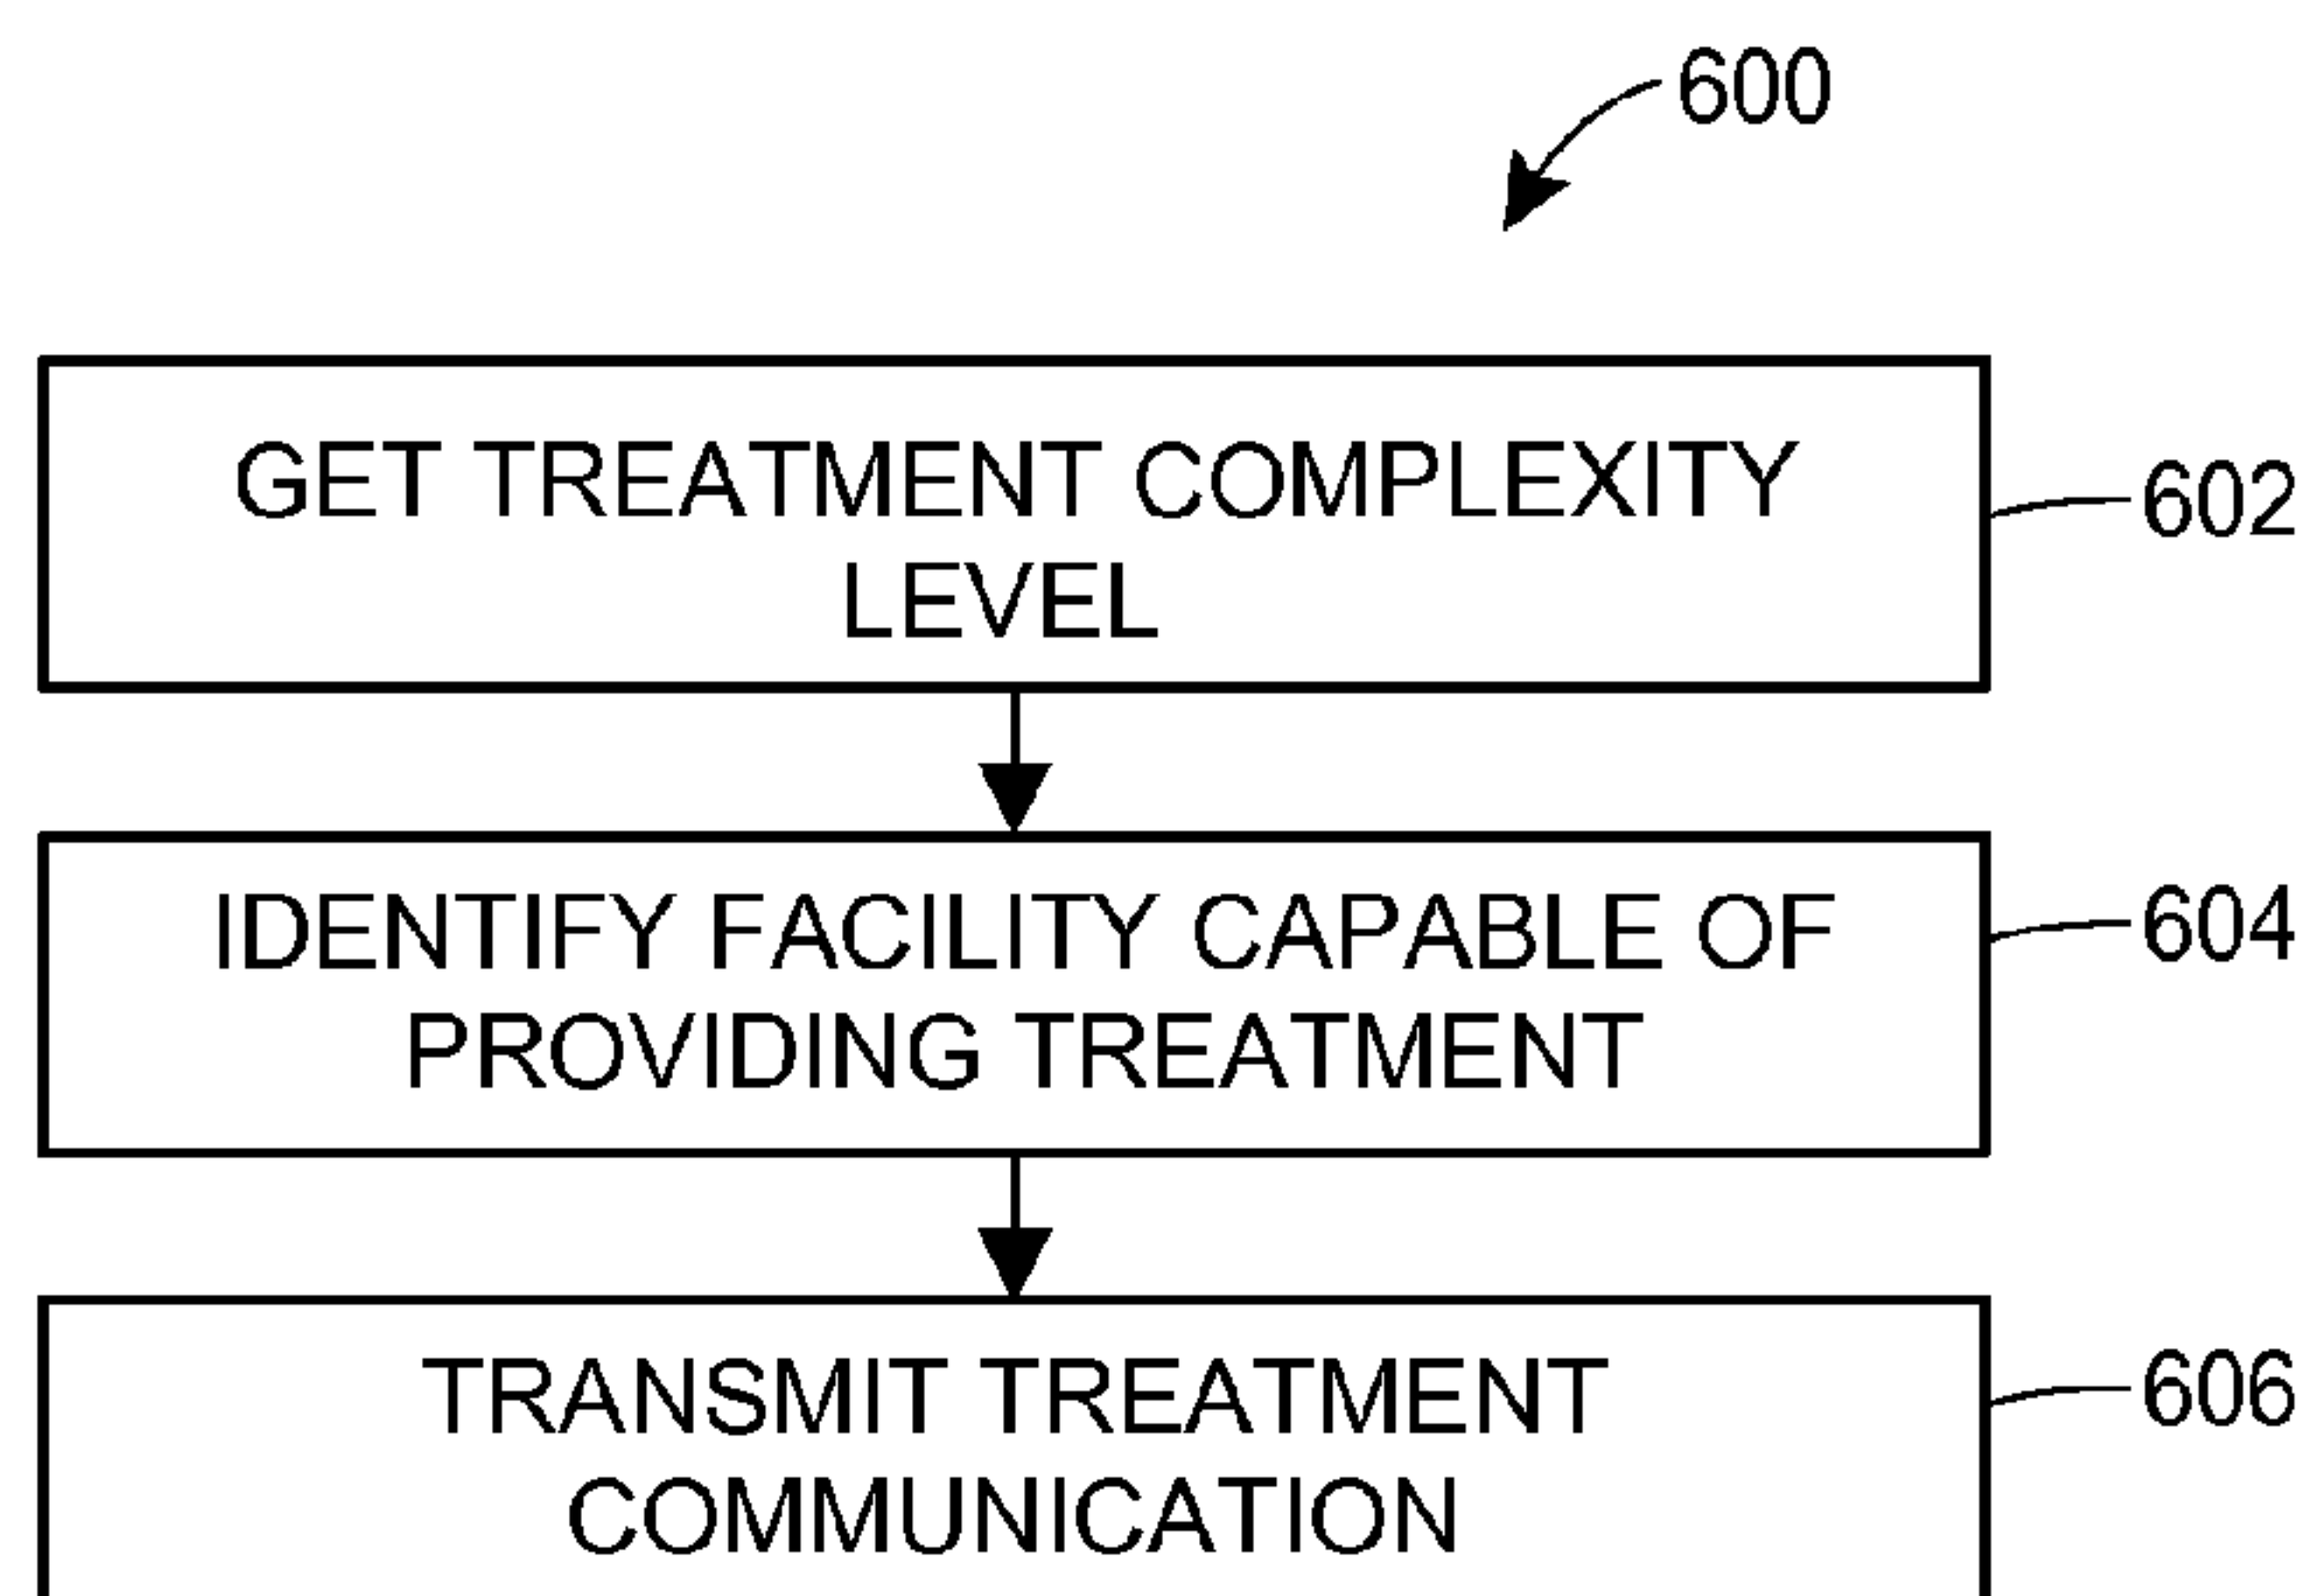 600
GET TREATMENT COMPLEXITY
LEVEL
602
IDENTIFY FACILITY CAPABLE OF
PROVIDING TREATMENT
604
TRANSMIT TREATMENT
COMMUNICATION
606